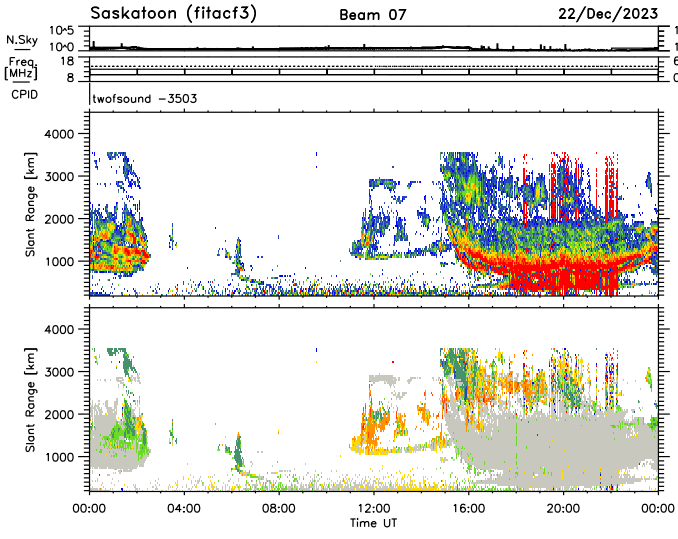 Saskatoon (fitacf3) Beam 07 22/Dec/2023
N.Sky 10^5 10^0
Freq. [MHz] 18 8 6 0
CPID twofsound -3503
Slant Range [km] 4000 3000 2000 1000
Slant Range [km] 4000 3000 2000 1000
00:00 04:00 08:00 12:00 16:00 20:00 00:00
Time UT